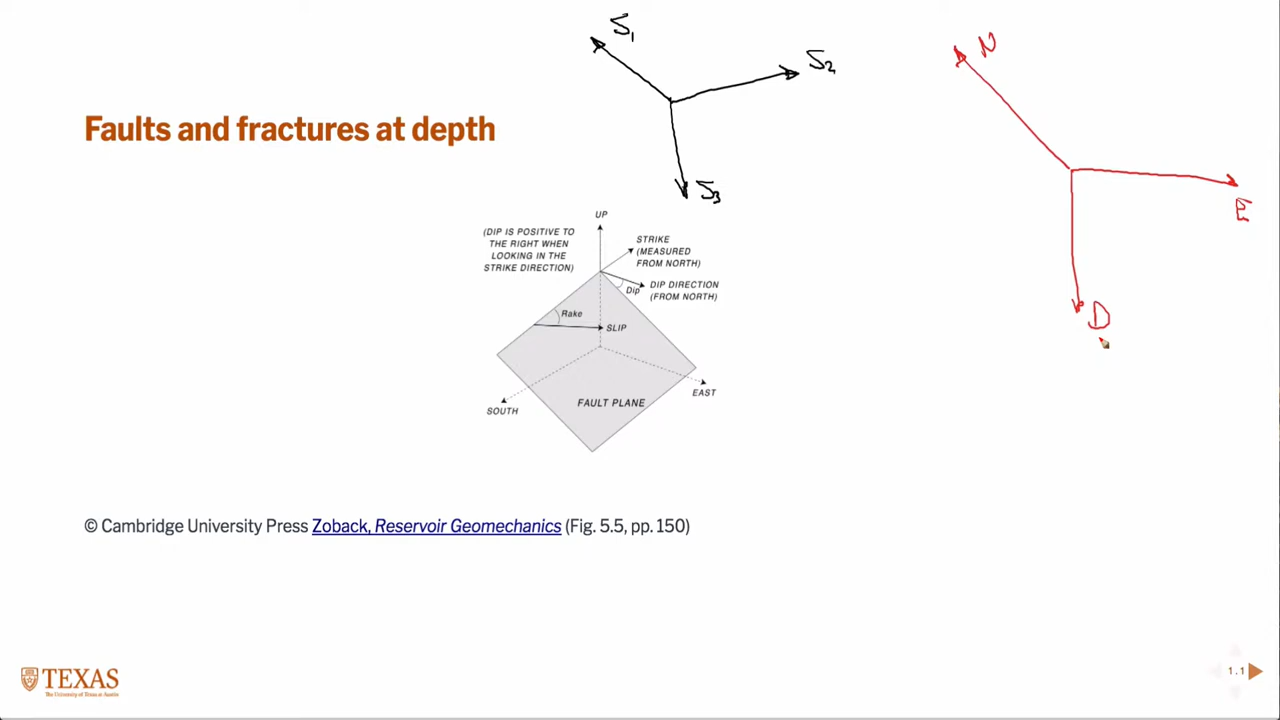 S1
S2
N
Faults and fractures at depth
S3
E
UP
(DIP IS POSITIVE TO
THE RIGHT WHEN
LOOKING IN THE
STRIKE DIRECTION)
STRIKE
(MEASURED
FROM NORTH)
DIP DIRECTION
(FROM NORTH)
Dip
Rake
SLIP
D
EAST
SOUTH
FAULT PLANE
© Cambridge University Press Zoback, Reservoir Geomechanics (Fig. 5.5, pp. 150)
TEXAS
The University of Texas at Austin
1.1